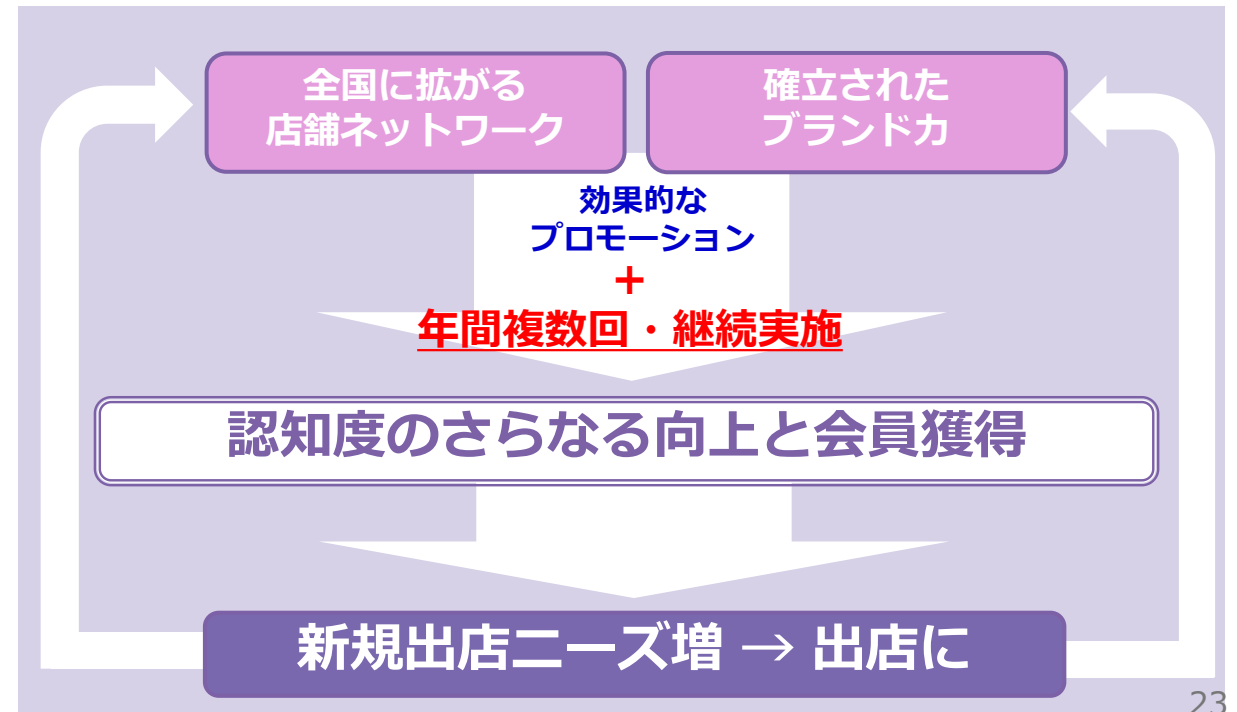 全国に拡がる
店舗ネットワーク
確立された
ブランド力
効果的な
プロモーション
+
年間複数回・継続実施
認知度のさらなる向上と会員獲得
新規出店ニーズ増 → 出店に
23